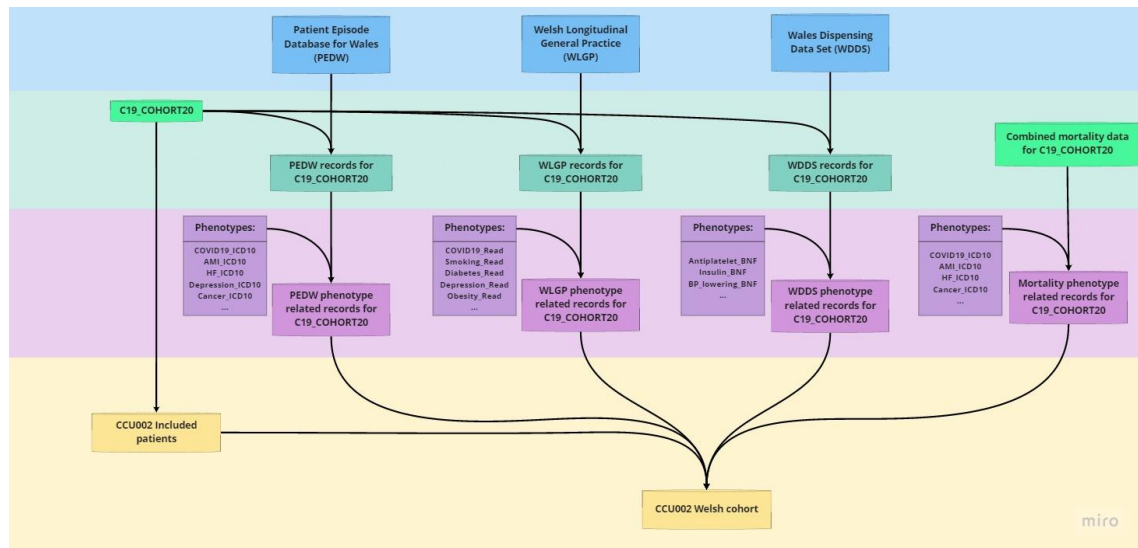 Patient Episode
Database for Wales
(PEDW)
Welsh Longitudinal
General Practice
(WLGP)
Wales Dispensing
Data Set (WDDS)
C19_COHORT20
Combined mortality data
for C19_COHORT20
PEDW records for
C19_COHORT20
WLGP records for
C19_COHORT20
WDDS records for
C19_COHORT20
Phenotypes:
COVID19_ICD10
AMI_ICD10
HF_ICD10
Depression_ICD10
Cancer_ICD10
...
PEDW phenotype
related records for
C19_COHORT20
Phenotypes:
COVID19_Read
Smoking_Read
Diabetes_Read
Depression_Read
Obesity_Read
...
WLGP phenotype
related records for
C19_COHORT20
Phenotypes:
Antiplatelet_BNF
Insulin_BNF
BP_lowering_BNF
...
WDDS phenotype
related records for
C19_COHORT20
Phenotypes:
COVID19_ICD10
AMI_ICD10
HF_ICD10
Cancer_ICD10
...
Mortality phenotype
related records for
C19_COHORT20
CCU002 Included
patients
CCU002 Welsh cohort
miro